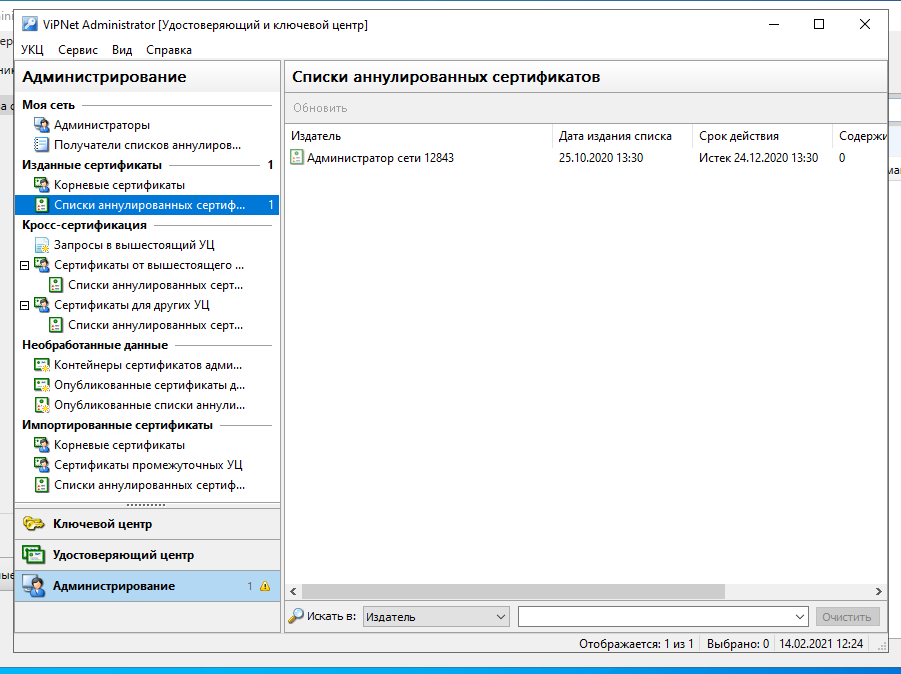 ViPNet Administrator [Удостоверяющий и ключевой центр]
УКЦ Сервис Вид Справка
Администрирование
Моя сеть
Администраторы
Получатели списков аннулиров...
Изданные сертификаты 1
Корневые сертификаты
Списки аннулированных сертиф... 1
Кросс-сертификация
Запросы в вышестоящий УЦ
Сертификаты от вышестоящего ...
Списки аннулированных серт...
Сертификаты для других УЦ
Списки аннулированных серт...
Необработанные данные
Контейнеры сертификатов адми...
Опубликованные сертификаты д...
Опубликованные списки аннули...
Импортированные сертификаты
Корневые сертификаты
Сертификаты промежуточных УЦ
Списки аннулированных сертиф...
Ключевой центр
Удостоверяющий центр
Администрирование 1
Списки аннулированных сертификатов
Обновить
Издатель Дата издания списка Срок действия Содержи
Администратор сети 12843 25.10.2020 13:30 Истек 24.12.2020 13:30 0
Искать в: Издатель Очистить
Отображается: 1 из 1 Выбрано: 0 14.02.2021 12:24